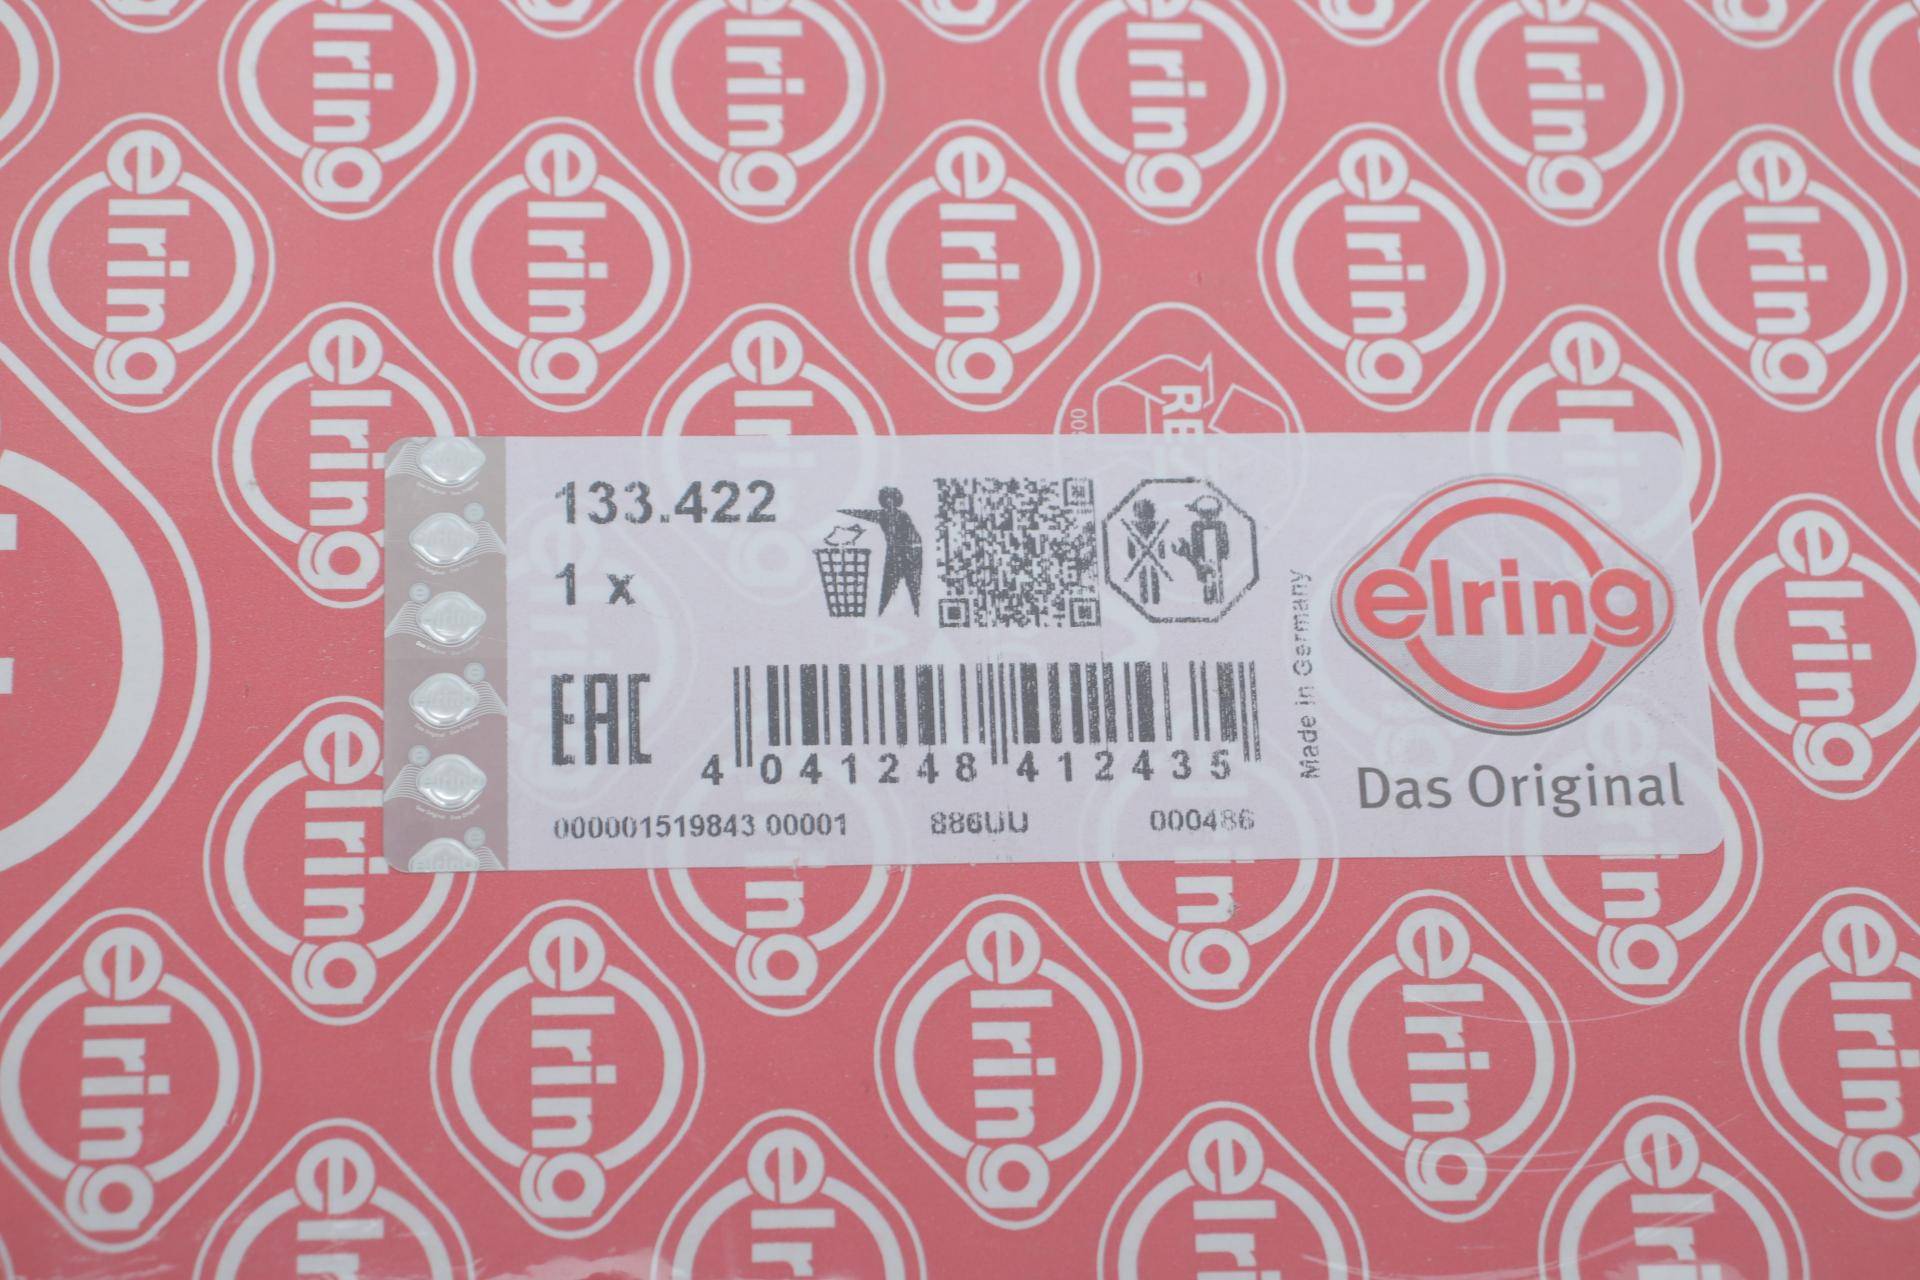 133.422
1 x
EAC
4 041248 412435
000001519843 00001 886UU 000486
Made in Germany
elring
Das Original